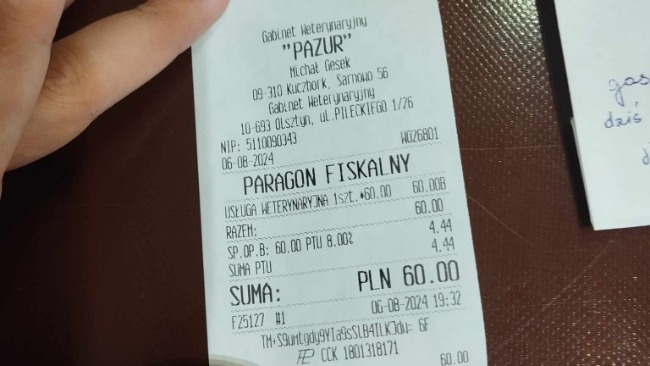 Gabinet Weterynaryjny
"PAZUR"
Michał Gesek
09-310 Kuczbork, Sarnowo 56
Gabinet Weterynaryjny
10-693 Olsztyn, ul.PILECKIEGO 1/26
NIP: 5110090343
06-08-2024 W026801
PARAGON FISKALNY
USŁUGA WETERYNARYJNA 1szt. *60.00 60.00B
RAZEM: 60.00
SP.OP.B: 60.00 PTU 8.00% 4.44
SUMA PTU 4.44
SUMA: PLN 60.00
F25127 #1 06-08-2024 19:32
CCK 1801318171
60.00
dziś